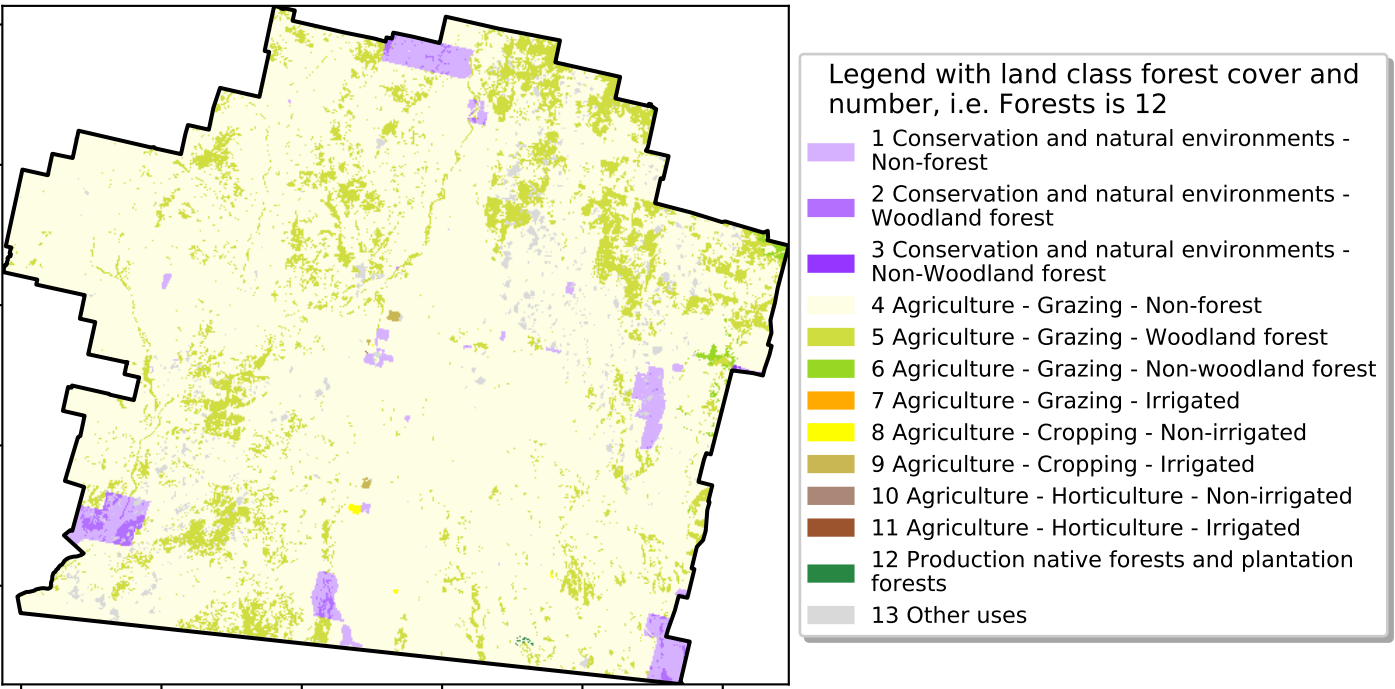 Legend with land class forest cover and
number, i.e. Forests is 12
1 Conservation and natural environments -
Non-forest
2 Conservation and natural environments -
Woodland forest
3 Conservation and natural environments -
Non-Woodland forest
4 Agriculture - Grazing - Non-forest
5 Agriculture - Grazing - Woodland forest
6 Agriculture - Grazing - Non-woodland forest
7 Agriculture - Grazing - Irrigated
8 Agriculture - Cropping - Non-irrigated
9 Agriculture - Cropping - Irrigated
10 Agriculture - Horticulture - Non-irrigated
11 Agriculture - Horticulture - Irrigated
12 Production native forests and plantation
forests
13 Other uses